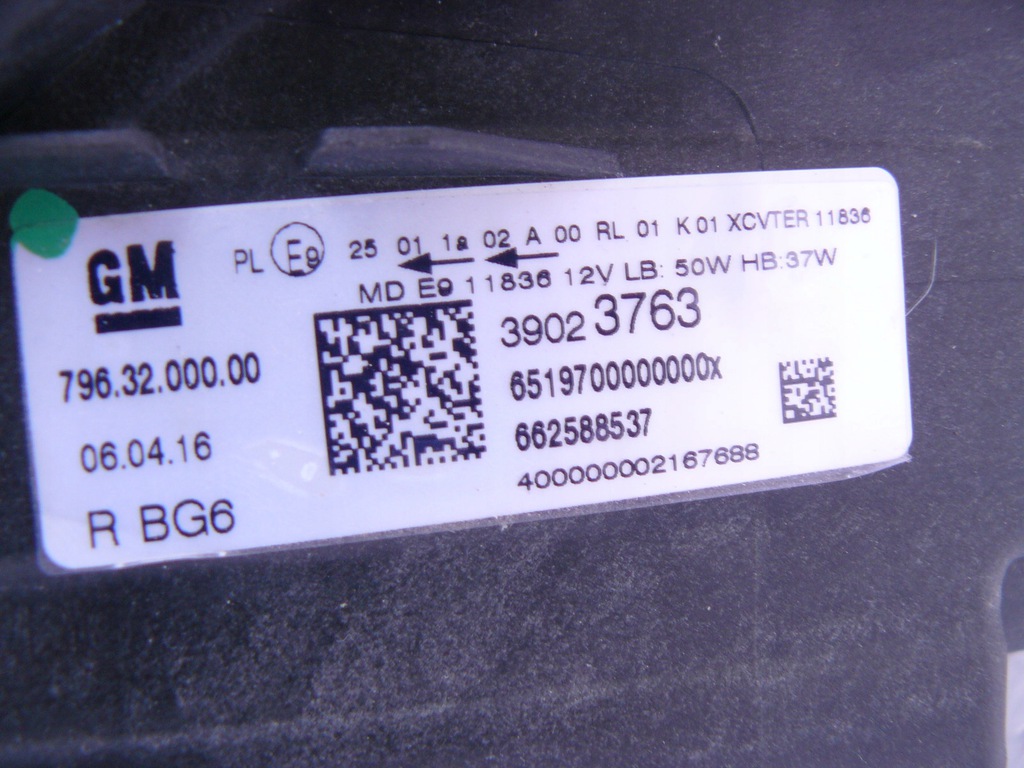 GM
PL E9 25 01 1a 02 A 00 RL 01 K 01 XCVTER 11836
MD E9 11836 12V LB: 50W HB:37W
3902 3763
796.32.000.00
6519700000000X
06.04.16
662588537
400000002167688
R BG6